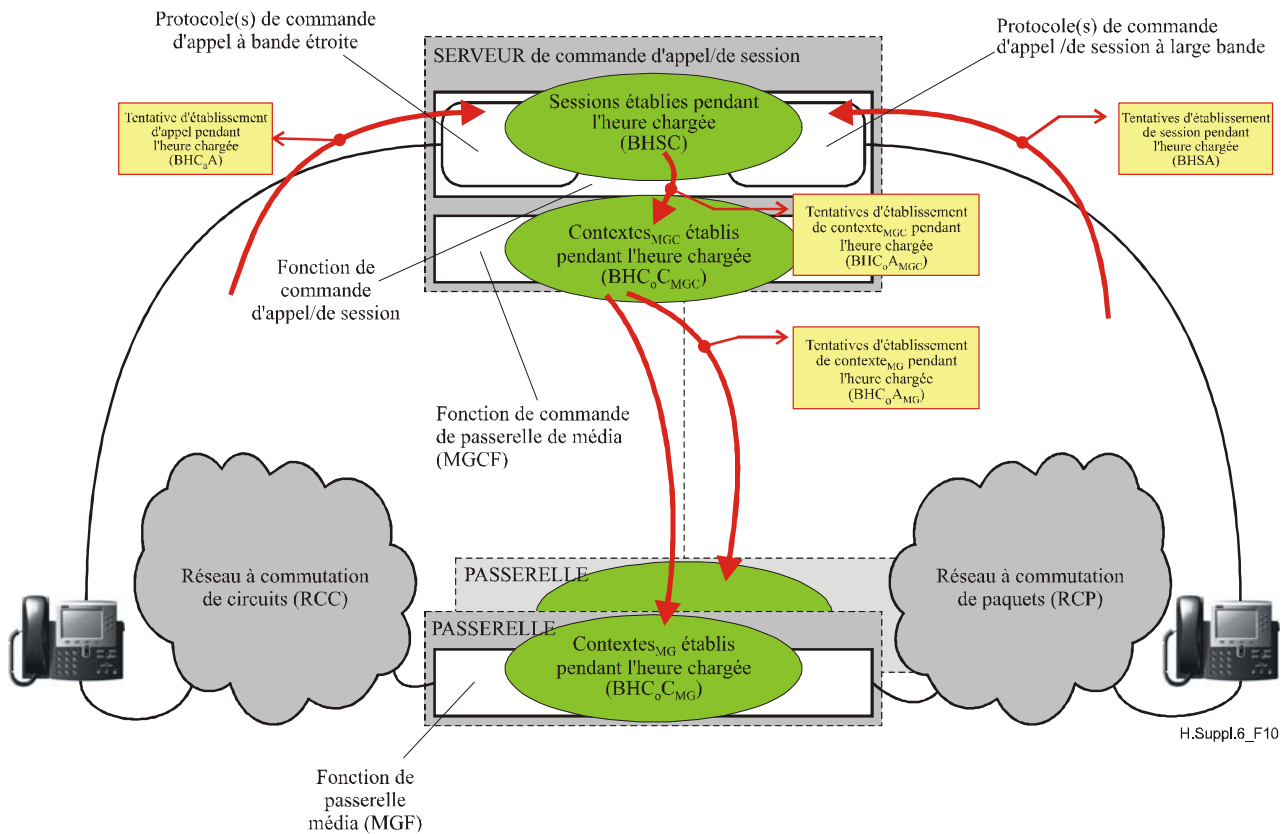 Protocole(s) de commande
d'appel à bande étroite
Protocole(s) de commande
d'appel /de session à large bande
SERVEUR de commande d'appel/de session
Tentative d'établissement
d'appel pendant
l'heure chargée
(BHCaA)
Sessions établies pendant
l'heure chargée
(BHSC)
Tentatives d'établissement
de session pendant
l'heure chargée
(BHSA)
Tentatives d'établissement
de contexteMGC pendant
l'heure chargée
(BHCoAMGC)
ContextesMGC établis
pendant l'heure chargée
(BHCoCMGC)
Fonction de
commande
d'appel/de session
Tentatives d'établissement
de contexteMG pendant
l'heure chargée
(BHCoAMG)
Fonction de commande
de passerelle de média
(MGCF)
Réseau à commutation
de circuits (RCC)
PASSERELLE
Réseau à commutation
de paquets (RCP)
PASSERELLE
ContextesMG établis
pendant l'heure chargée
(BHCoCMG)
H.Suppl.6_F10
Fonction de
passerelle
média (MGF)